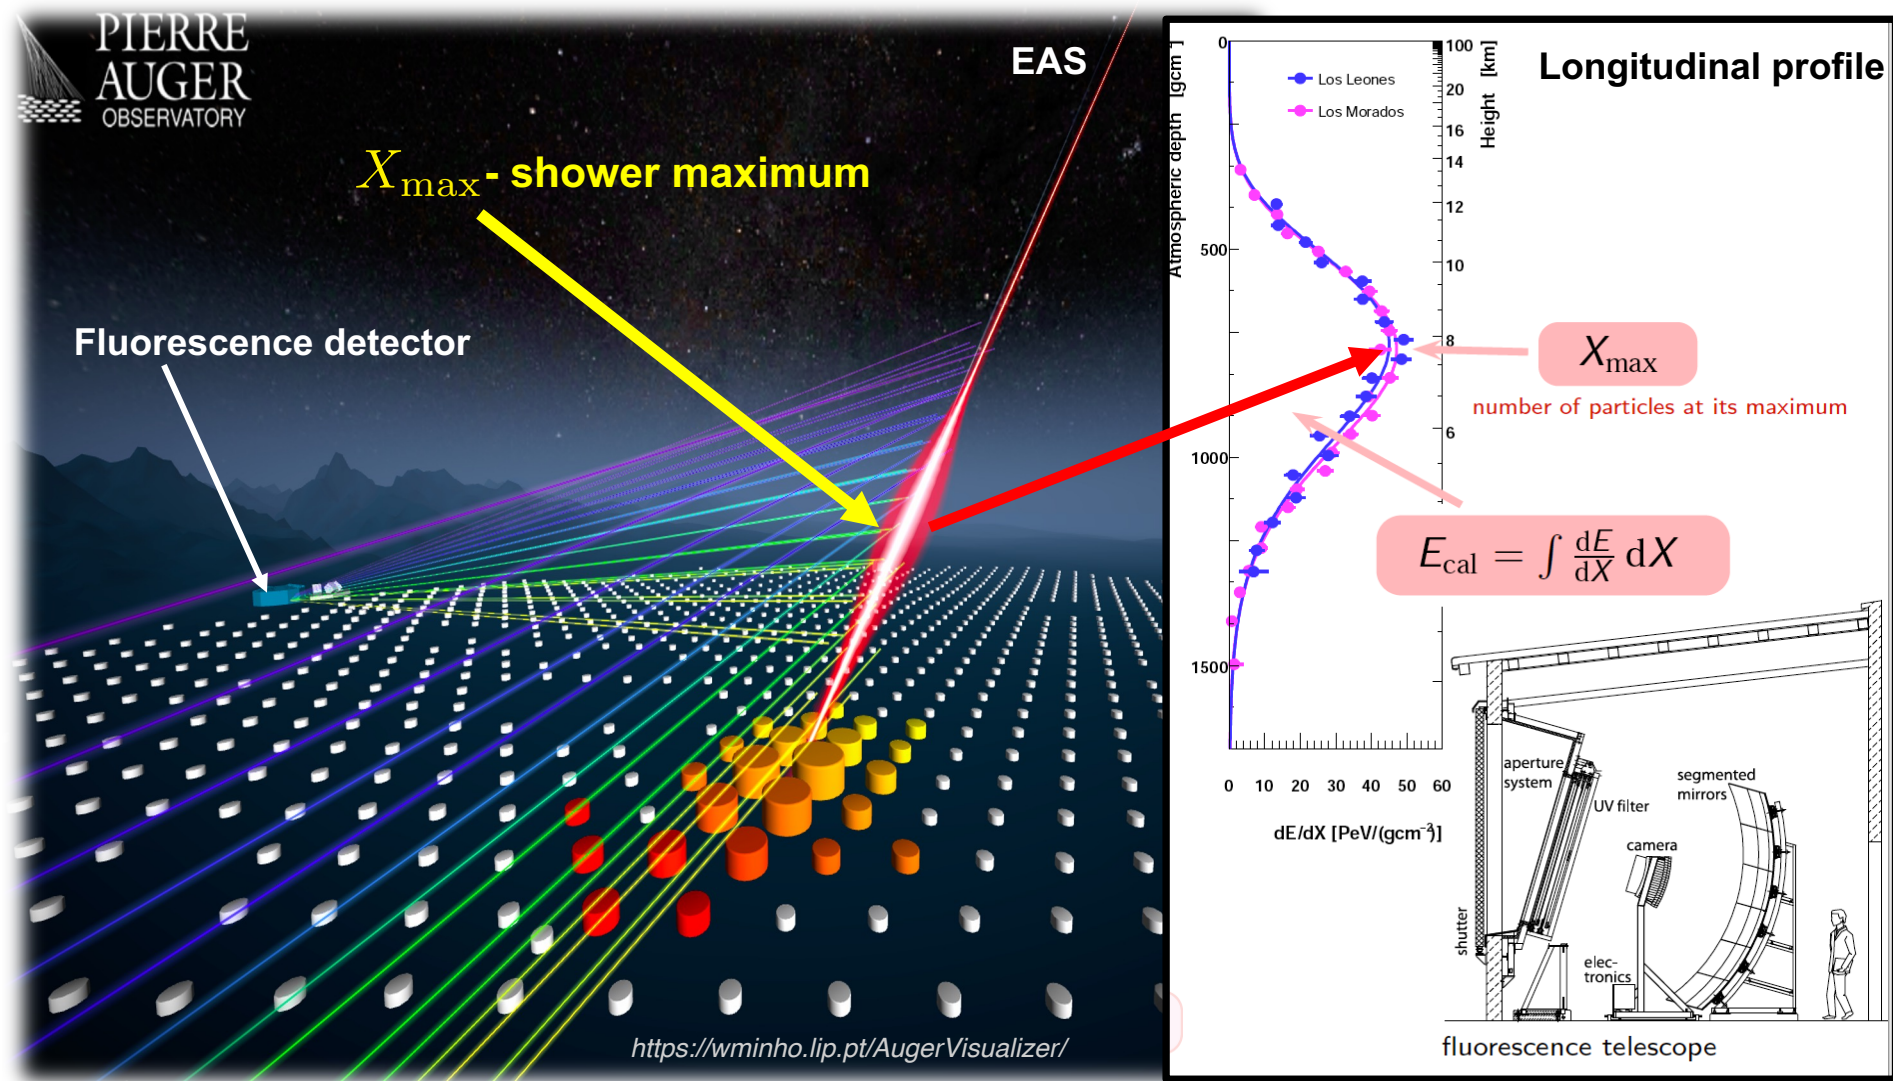 PIERRE
AUGER
OBSERVATORY
EAS
X_max - shower maximum
Fluorescence detector
https://wminho.lip.pt/AugerVisualizer/
Longitudinal profile
Atmospheric depth [gcm⁻²]
0
500
1000
1500
Los Leones
Los Morados
100
20
16
14
12
10
8
6
Height [km]
X_max
number of particles at its maximum
E_cal = ∫ dE/dX dX
0 10 20 30 40 50 60
dE/dX [PeV/(gcm⁻²)]
aperture
system
UV filter
segmented
mirrors
camera
shutter
elec-
tronics
fluorescence telescope